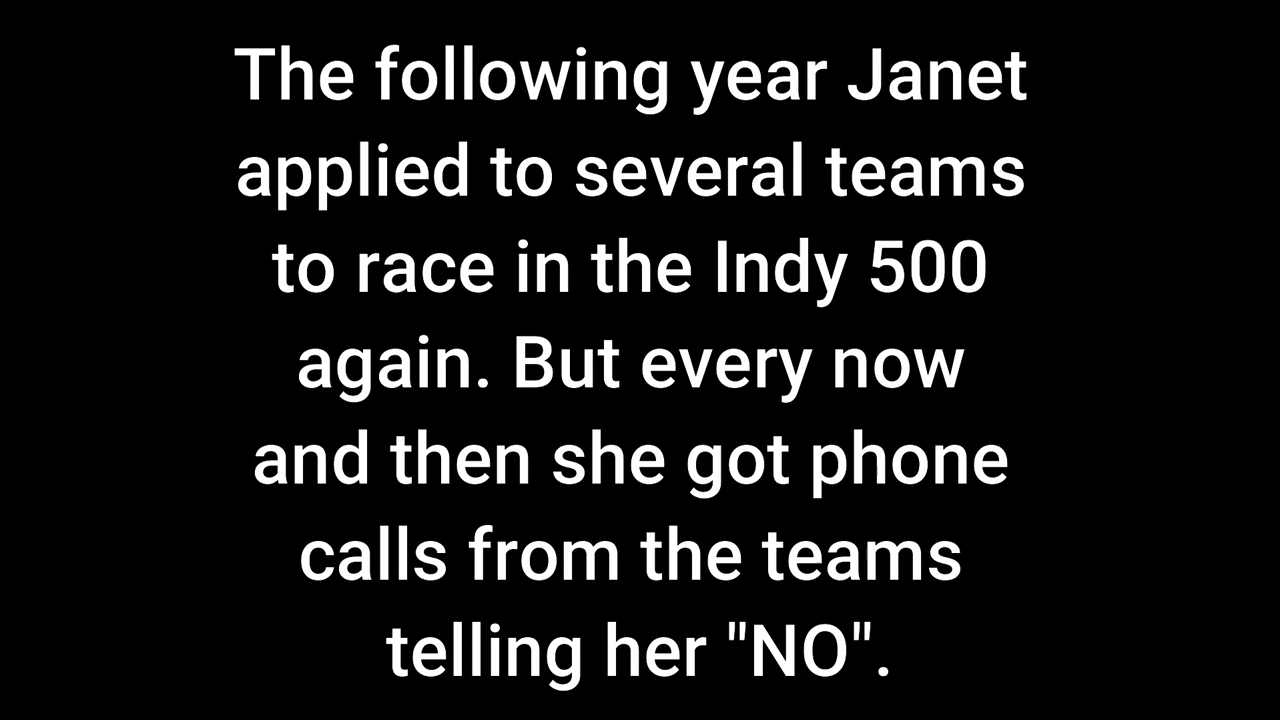 The following year Janet
applied to several teams
to race in the Indy 500
again. But every now
and then she got phone
calls from the teams
telling her "NO".